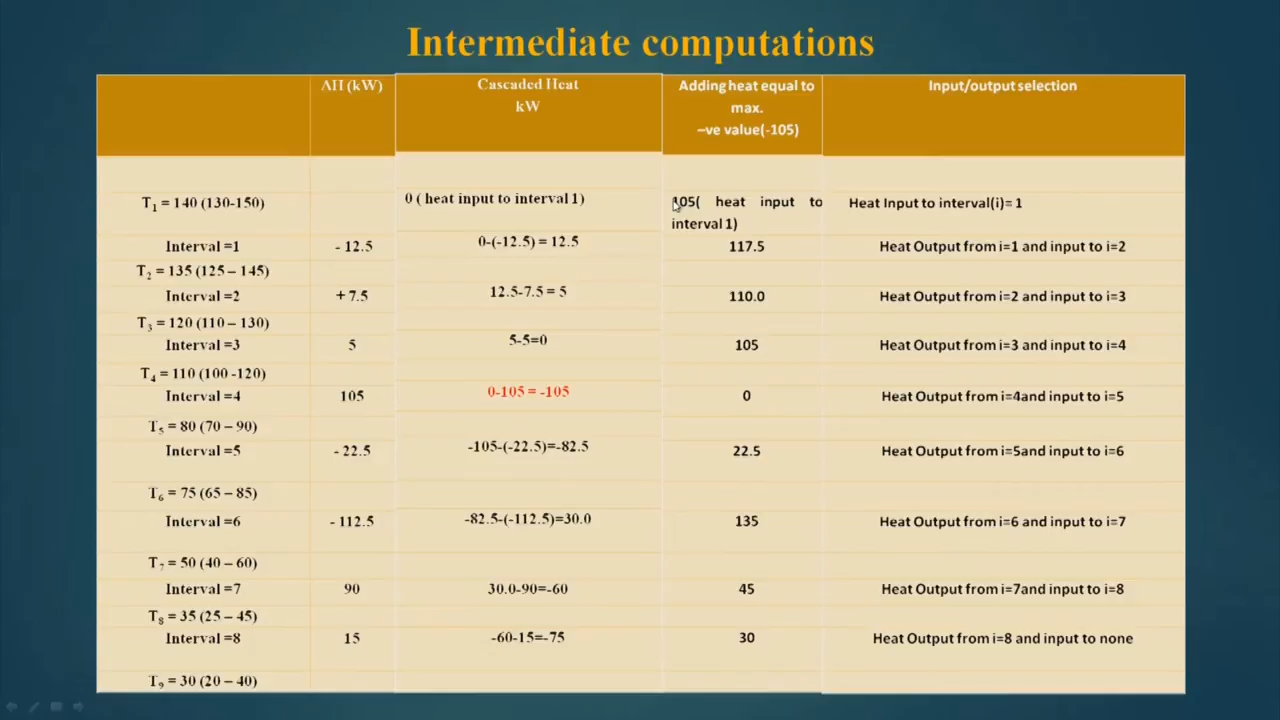 Intermediate computations
ΔH (kW)
Cascaded Heat
kW
Adding heat equal to
max.
–ve value(-105)
Input/output selection
T1 = 140 (130-150)
0 ( heat input to interval 1)
105( heat input to
interval 1)
Heat Input to interval(i)= 1
Interval =1
- 12.5
0-(-12.5) = 12.5
117.5
Heat Output from i=1 and input to i=2
T2 = 135 (125 – 145)
Interval =2
+ 7.5
12.5-7.5 = 5
110.0
Heat Output from i=2 and input to i=3
T3 = 120 (110 – 130)
Interval =3
5
5-5=0
105
Heat Output from i=3 and input to i=4
T4 = 110 (100 -120)
Interval =4
105
0-105 = -105
0
Heat Output from i=4and input to i=5
T5 = 80 (70 – 90)
Interval =5
- 22.5
-105-(-22.5)=-82.5
22.5
Heat Output from i=5and input to i=6
T6 = 75 (65 – 85)
Interval =6
- 112.5
-82.5-(-112.5)=30.0
135
Heat Output from i=6 and input to i=7
T7 = 50 (40 – 60)
Interval =7
90
30.0-90=-60
45
Heat Output from i=7and input to i=8
T8 = 35 (25 – 45)
Interval =8
15
-60-15=-75
30
Heat Output from i=8 and input to none
T9 = 30 (20 – 40)